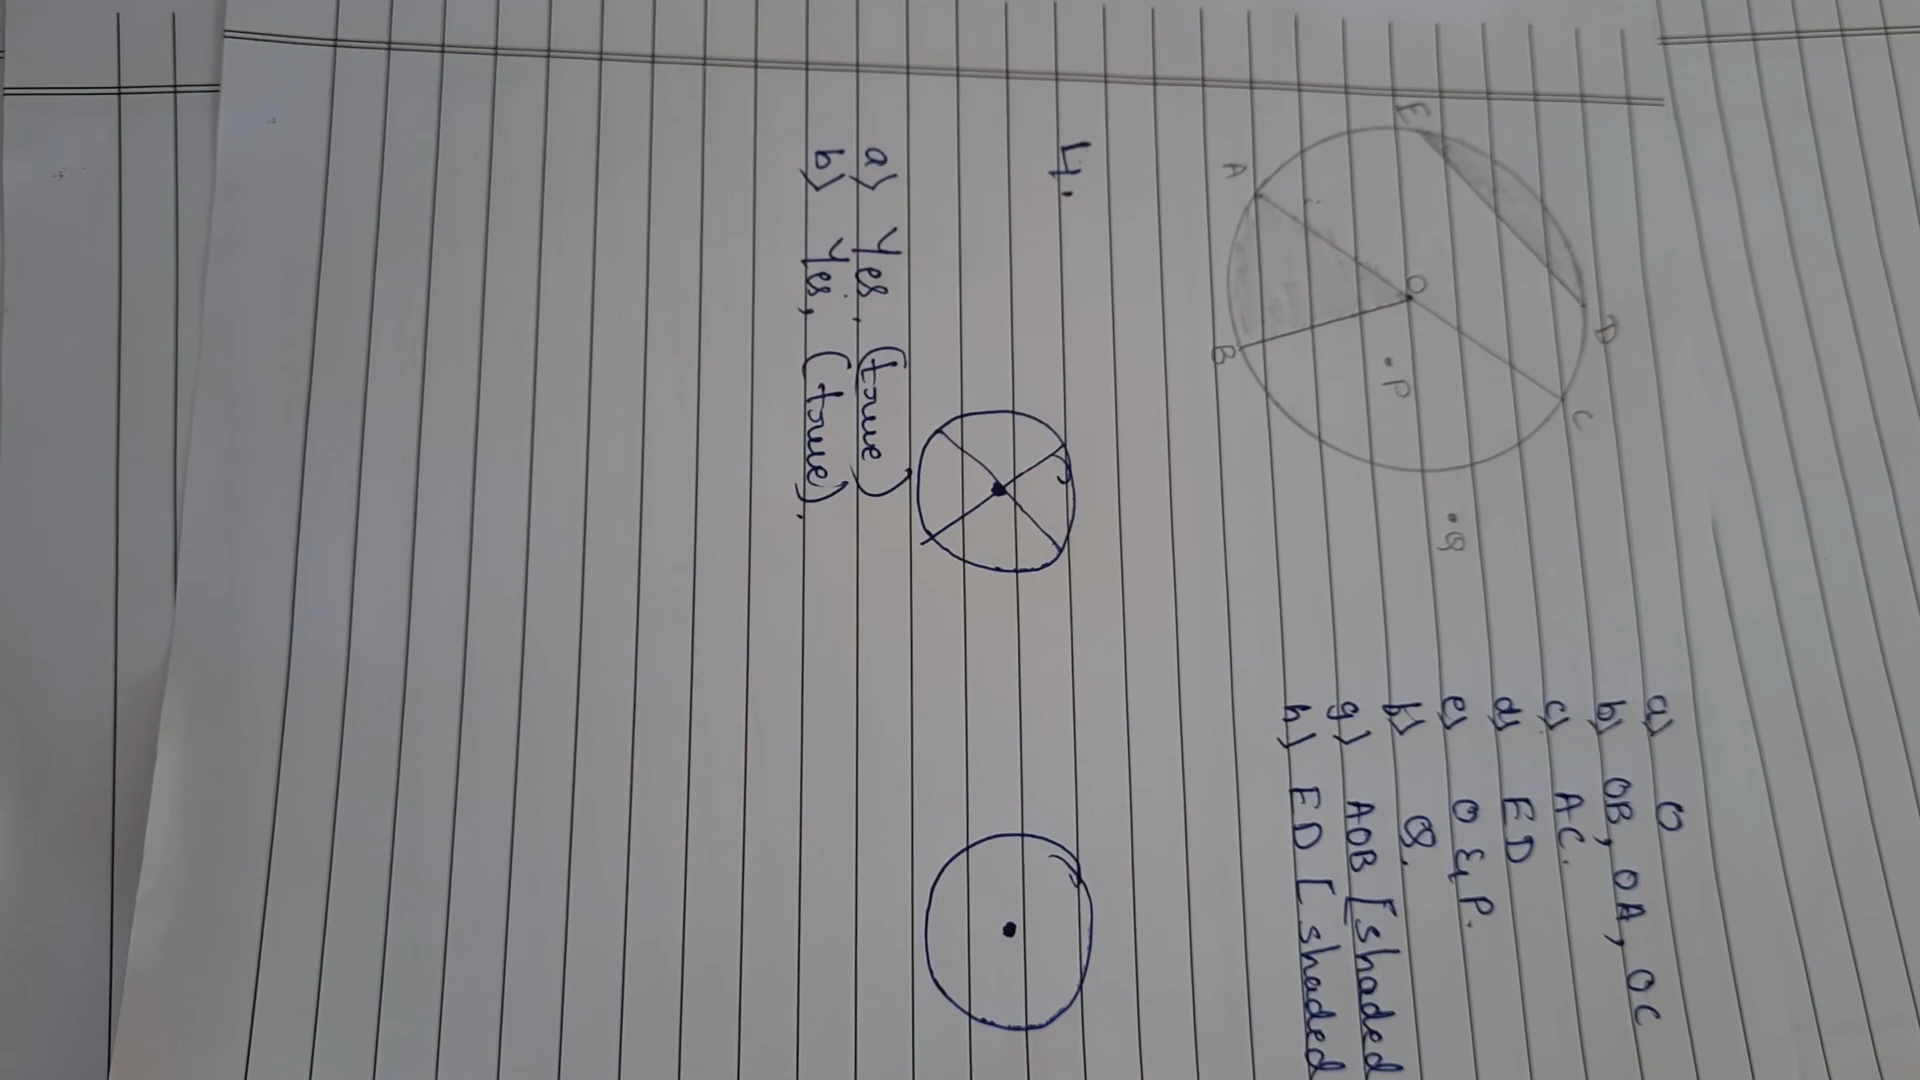 E
A
O
D
B
.P
C
.Q
a) O
b) OB, OA, OC
c) AC.
d) ED
e) O & P.
f) Q.
g) AOB [shaded
h) ED [shaded
4.
a) Yes, (true)
b) Yes, (true).